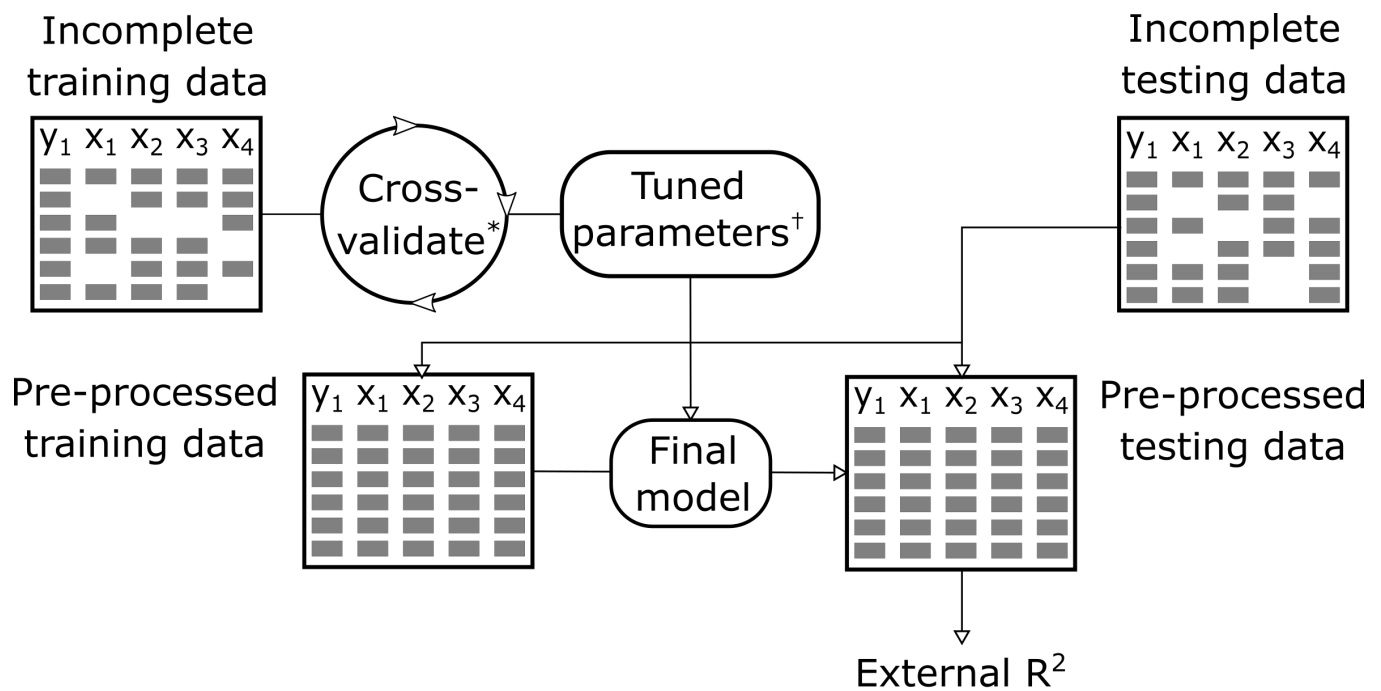 Incomplete
training data
y₁ x₁ x₂ x₃ x₄
Cross-
validate*
Tuned
parameters†
Incomplete
testing data
y₁ x₁ x₂ x₃ x₄
Pre-processed
training data
y₁ x₁ x₂ x₃ x₄
Final
model
y₁ x₁ x₂ x₃ x₄
Pre-processed
testing data
External R²